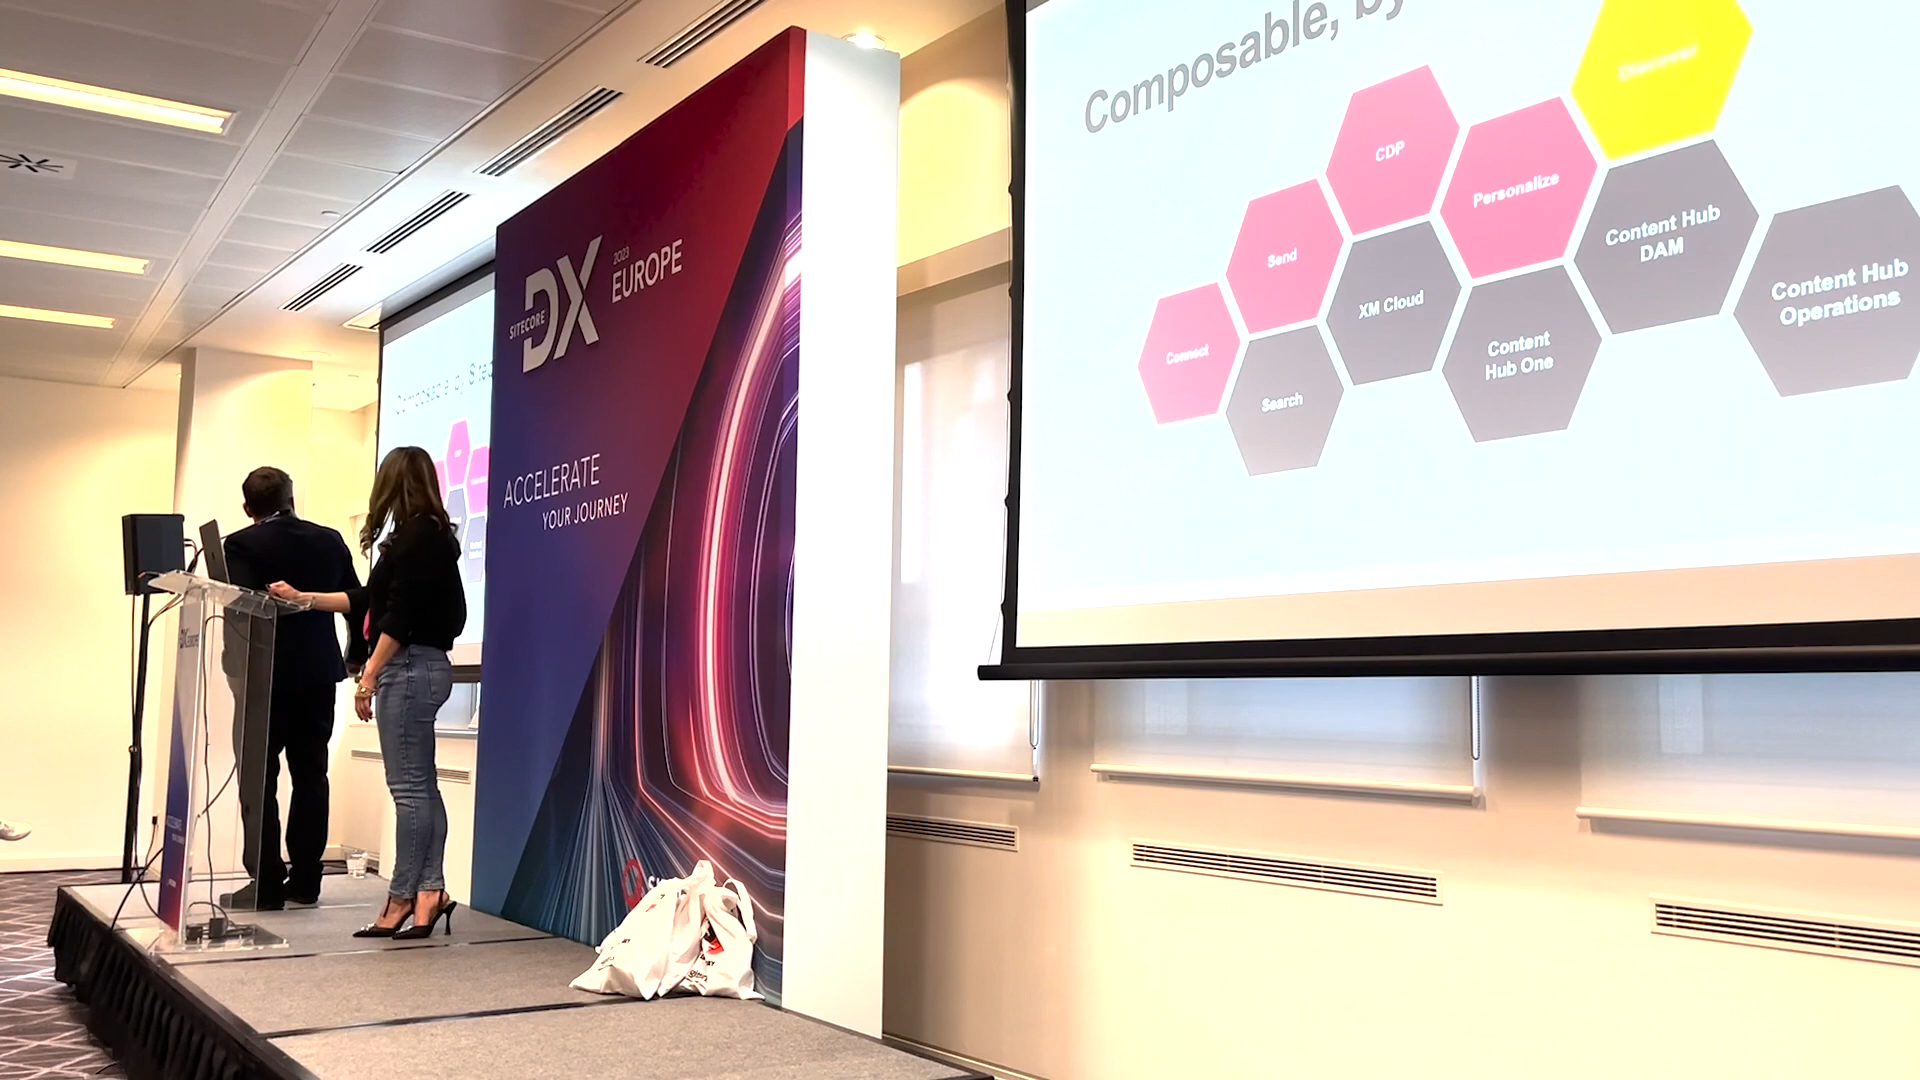 Composable, by
Discover
CDP
Personalize
Content Hub
DAM
Send
Content Hub
Operations
XM Cloud
Content
Hub One
Connect
Search
2023
EUROPE
SITECORE
DX
ACCELERATE
YOUR JOURNEY